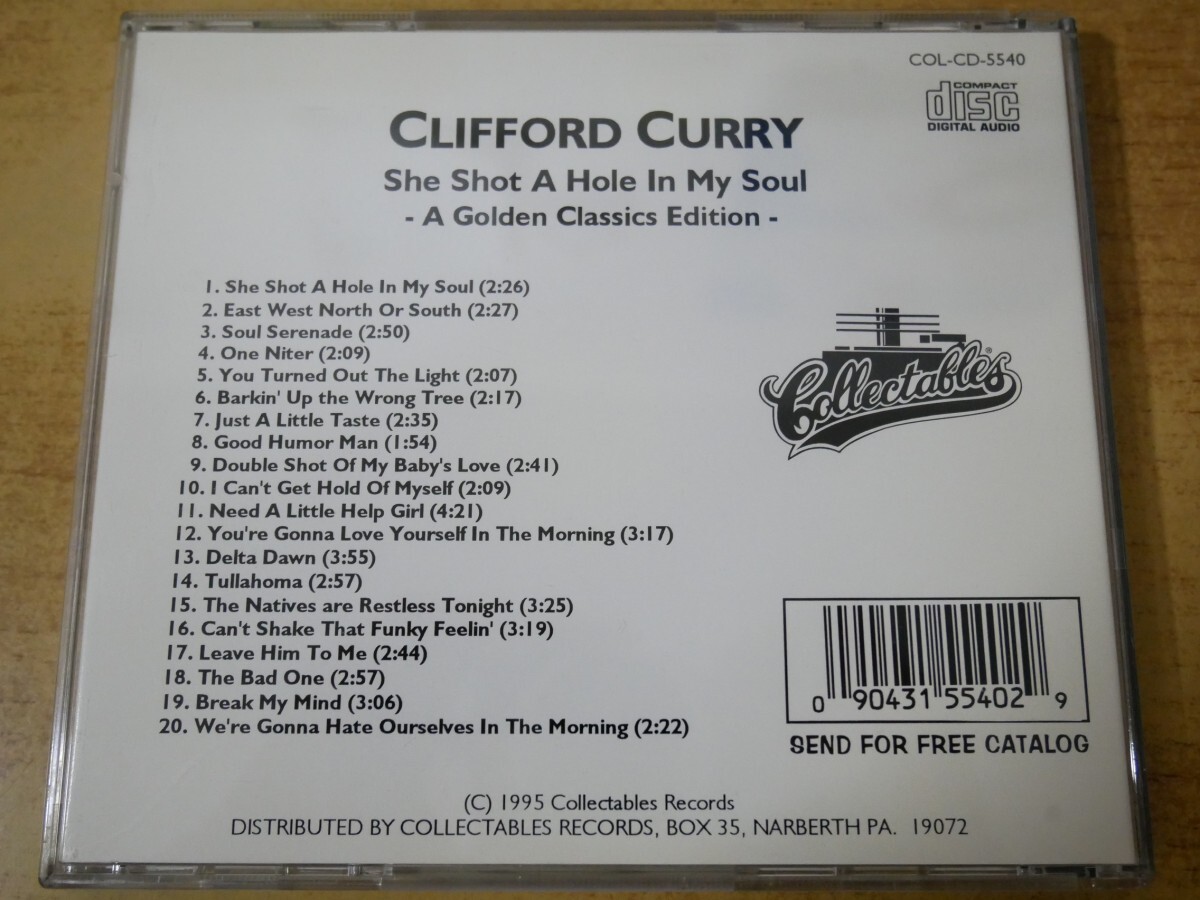 COL-CD-5540
COMPACT
disc
DIGITAL AUDIO
CLIFFORD CURRY
She Shot A Hole In My Soul
- A Golden Classics Edition -
1. She Shot A Hole In My Soul (2:26)
2. East West North Or South (2:27)
3. Soul Serenade (2:50)
4. One Niter (2:09)
5. You Turned Out The Light (2:07)
6. Barkin' Up the Wrong Tree (2:17)
7. Just A Little Taste (2:35)
8. Good Humor Man (1:54)
9. Double Shot Of My Baby's Love (2:41)
10. I Can't Get Hold Of Myself (2:09)
11. Need A Little Help Girl (4:21)
12. You're Gonna Love Yourself In The Morning (3:17)
13. Delta Dawn (3:55)
14. Tullahoma (2:57)
15. The Natives are Restless Tonight (3:25)
16. Can't Shake That Funky Feelin' (3:19)
17. Leave Him To Me (2:44)
18. The Bad One (2:57)
19. Break My Mind (3:06)
20. We're Gonna Hate Ourselves In The Morning (2:22)
Collectables®
0 90431 55402 9
SEND FOR FREE CATALOG
(C) 1995 Collectables Records
DISTRIBUTED BY COLLECTABLES RECORDS, BOX 35, NARBERTH PA. 19072